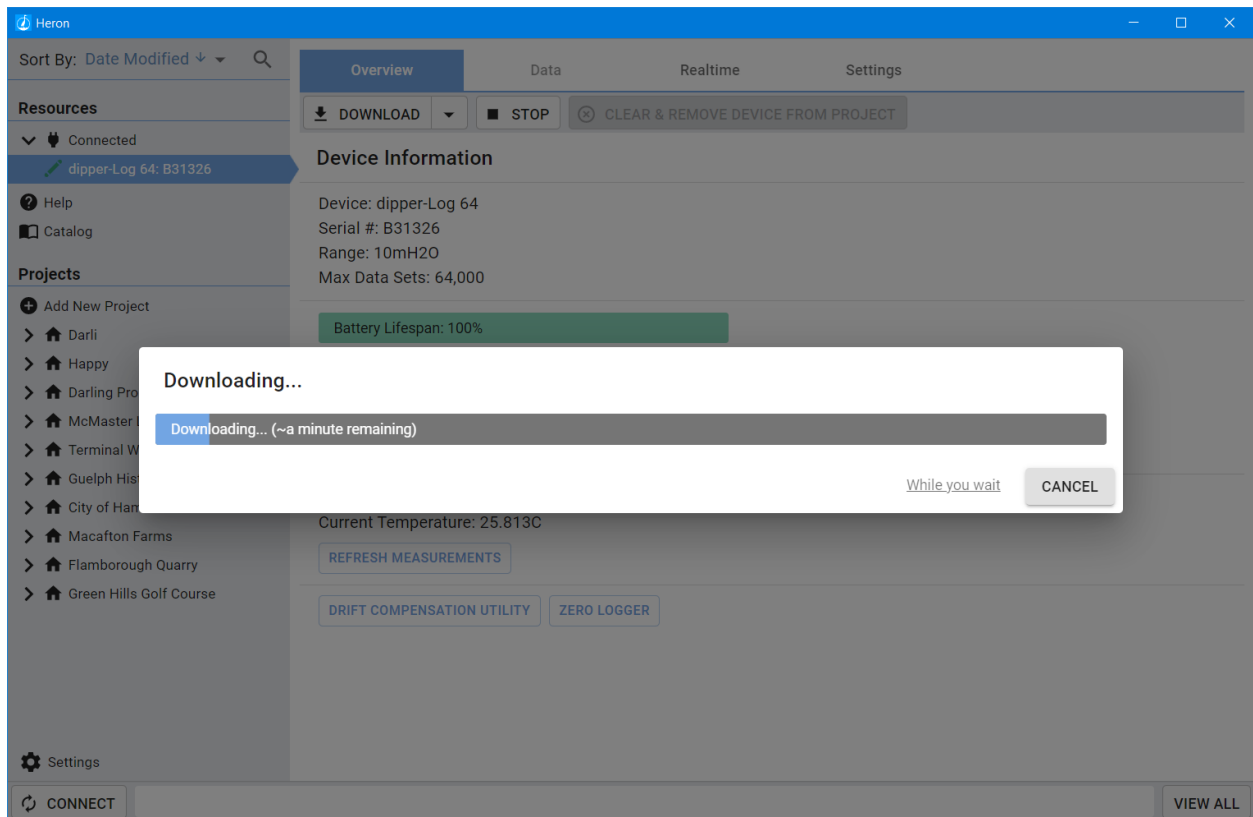 Heron
Sort By: Date Modified
Resources
Connected
dipper-Log 64: B31326
Help
Catalog
Projects
Add New Project
Darli
Happy
Darling Pro
McMaster
Terminal W
Guelph His
City of Ham
Macafton Farms
Flamborough Quarry
Green Hills Golf Course
Settings
CONNECT
Overview
Data
Realtime
Settings
DOWNLOAD
STOP
CLEAR & REMOVE DEVICE FROM PROJECT
Device Information
Device: dipper-Log 64
Serial #: B31326
Range: 10mH2O
Max Data Sets: 64,000
Battery Lifespan: 100%
Downloading...
Downloading... (~a minute remaining)
While you wait
CANCEL
Current Temperature: 25.813C
REFRESH MEASUREMENTS
DRIFT COMPENSATION UTILITY
ZERO LOGGER
VIEW ALL